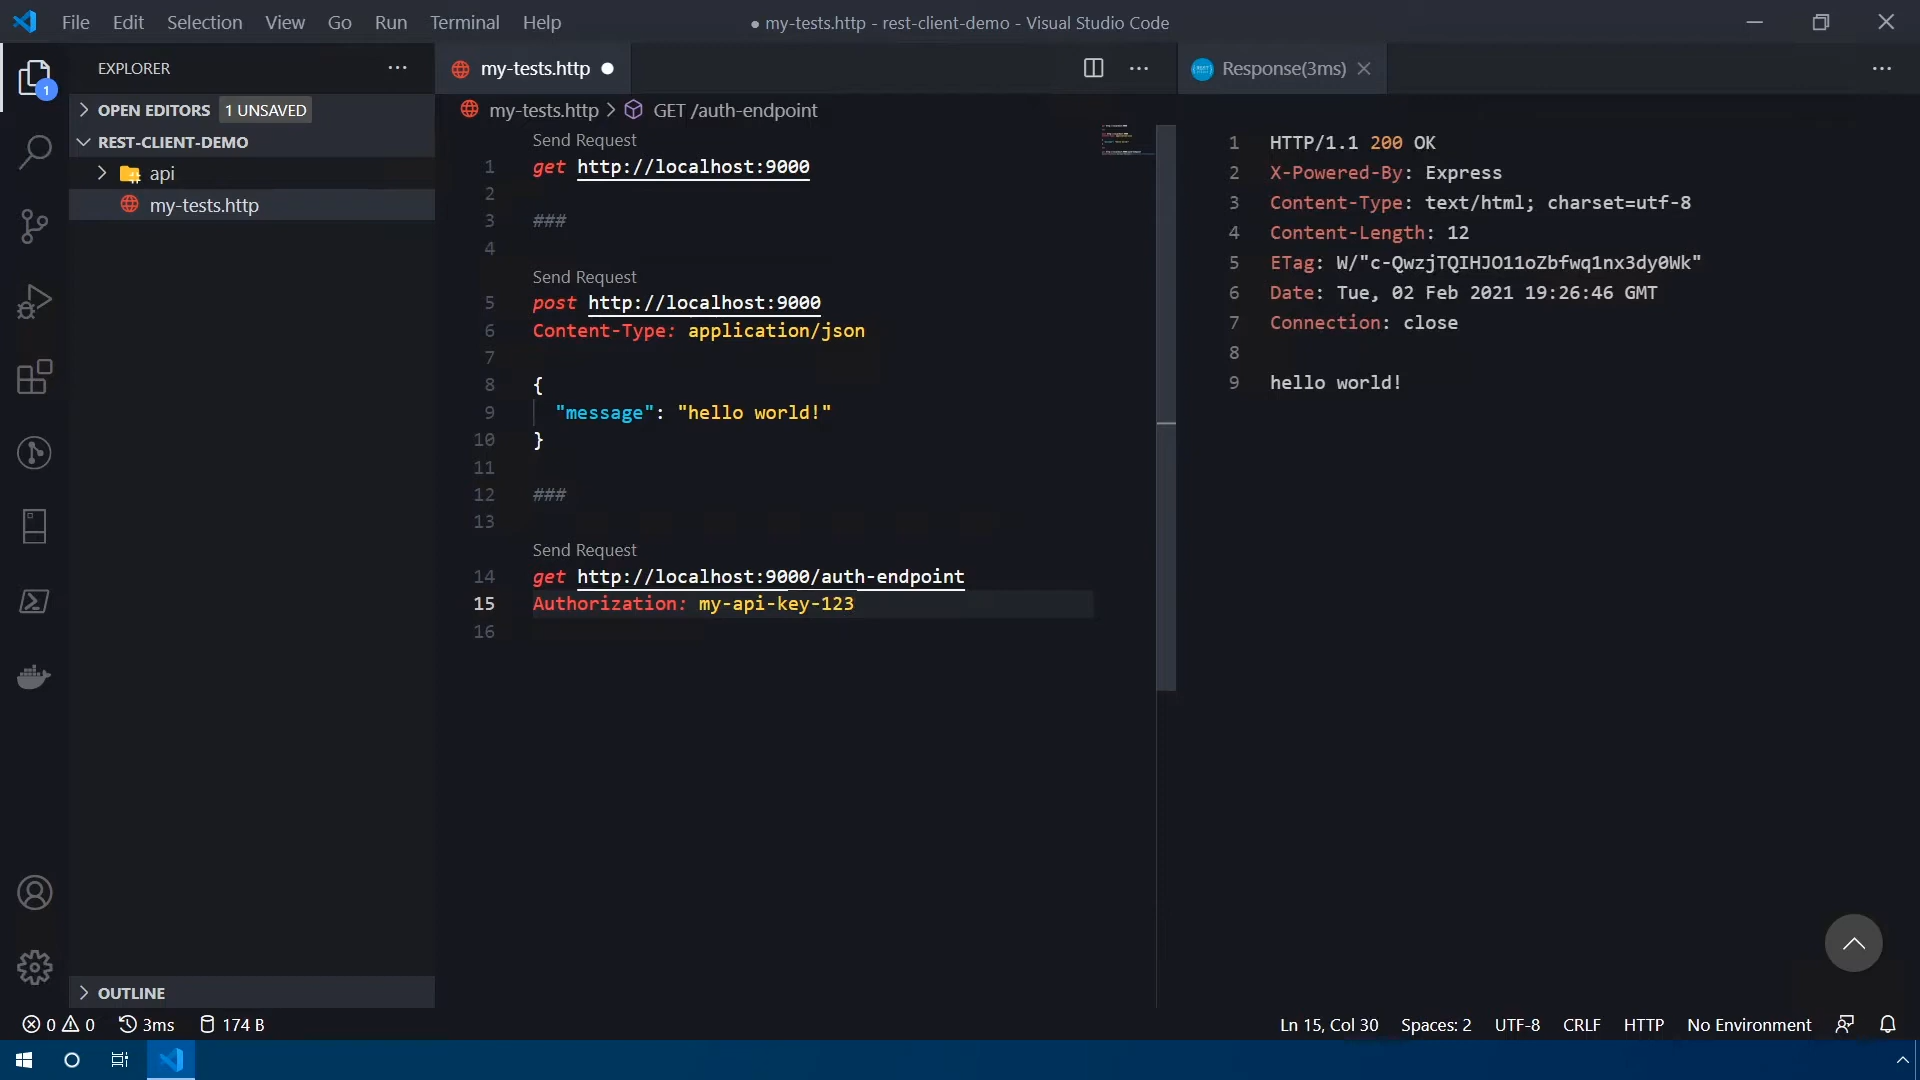 File Edit Selection View Go Run Terminal Help
● my-tests.http - rest-client-demo - Visual Studio Code
1
EXPLORER
OPEN EDITORS 1 UNSAVED
REST-CLIENT-DEMO
api
my-tests.http
OUTLINE
my-tests.http
my-tests.http > GET /auth-endpoint
Send Request
1 get http://localhost:9000
2
3 ###
4
Send Request
5 post http://localhost:9000
6 Content-Type: application/json
7
8 {
9 "message": "hello world!"
10 }
11
12 ###
13
Send Request
14 get http://localhost:9000/auth-endpoint
15 Authorization: my-api-key-123
16
Response(3ms)
1 HTTP/1.1 200 OK
2 X-Powered-By: Express
3 Content-Type: text/html; charset=utf-8
4 Content-Length: 12
5 ETag: W/"c-QwzjTQIHJO11oZbfwq1nx3dy0Wk"
6 Date: Tue, 02 Feb 2021 19:26:46 GMT
7 Connection: close
8
9 hello world!
0 0 3ms 174 B
Ln 15, Col 30 Spaces: 2 UTF-8 CRLF HTTP No Environment